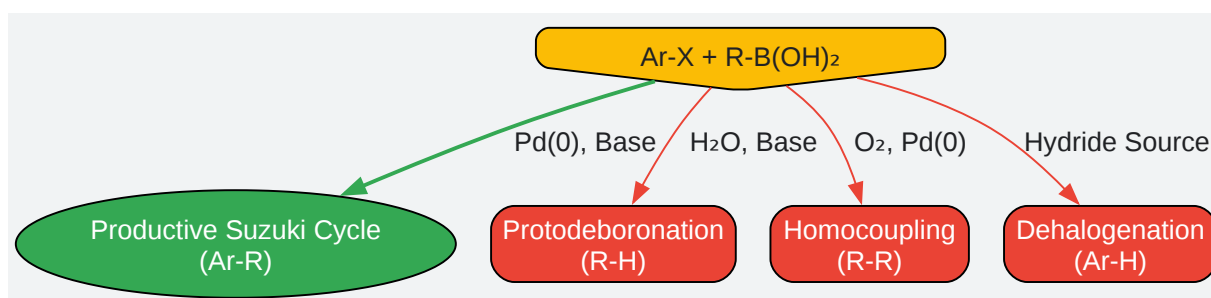 Ar-X + R-B(OH)₂
Pd(0), Base
H₂O, Base
O₂, Pd(0)
Hydride Source
Productive Suzuki Cycle
(Ar-R)
Protodeboronation
(R-H)
Homocoupling
(R-R)
Dehalogenation
(Ar-H)